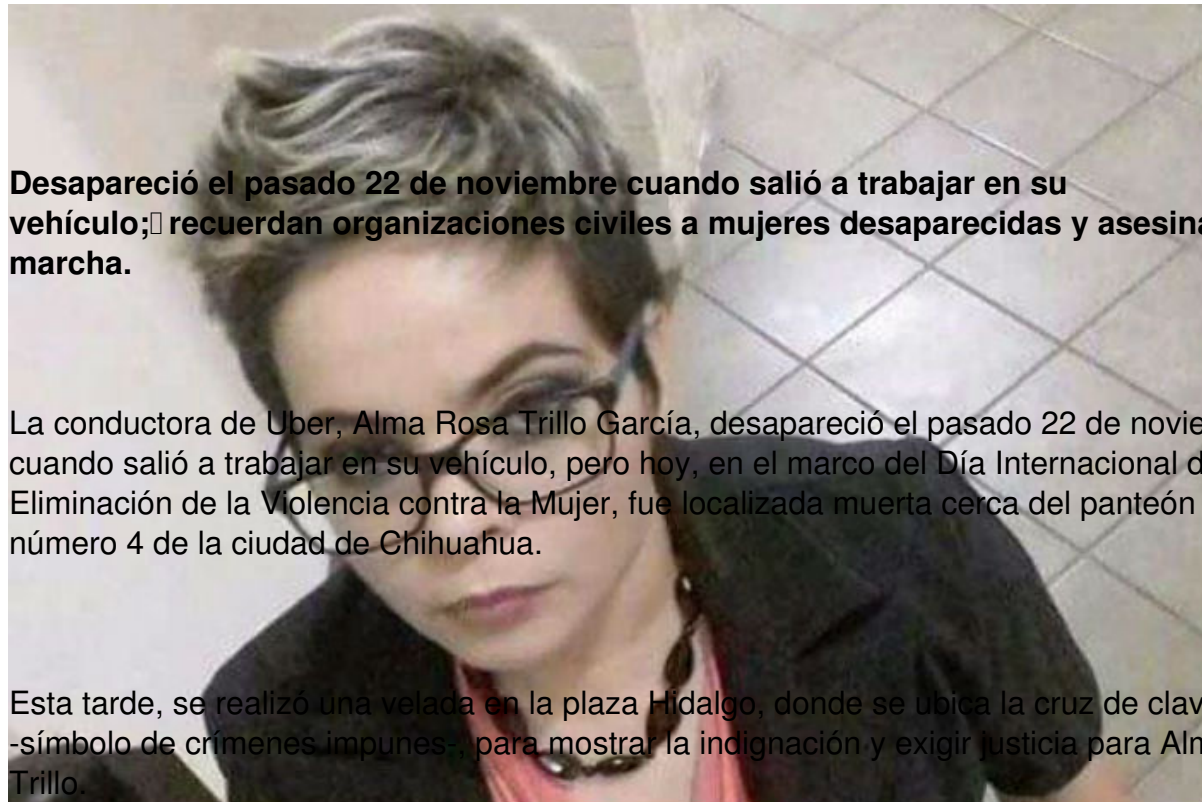 Desapareció el pasado 22 de noviembre cuando salió a trabajar en su
vehículo; recuerdan organizaciones civiles a mujeres desaparecidas y asesina
marcha.
La conductora de Uber, Alma Rosa Trillo García, desapareció el pasado 22 de novie
cuando salió a trabajar en su vehículo, pero hoy, en el marco del Día Internacional d
Eliminación de la Violencia contra la Mujer, fue localizada muerta cerca del panteón
número 4 de la ciudad de Chihuahua.
Esta tarde, se realizó una velada en la plaza Hidalgo, donde se ubica la cruz de clav
-símbolo de crímenes impunes-, para mostrar la indignación y exigir justicia para Alm
Trillo.